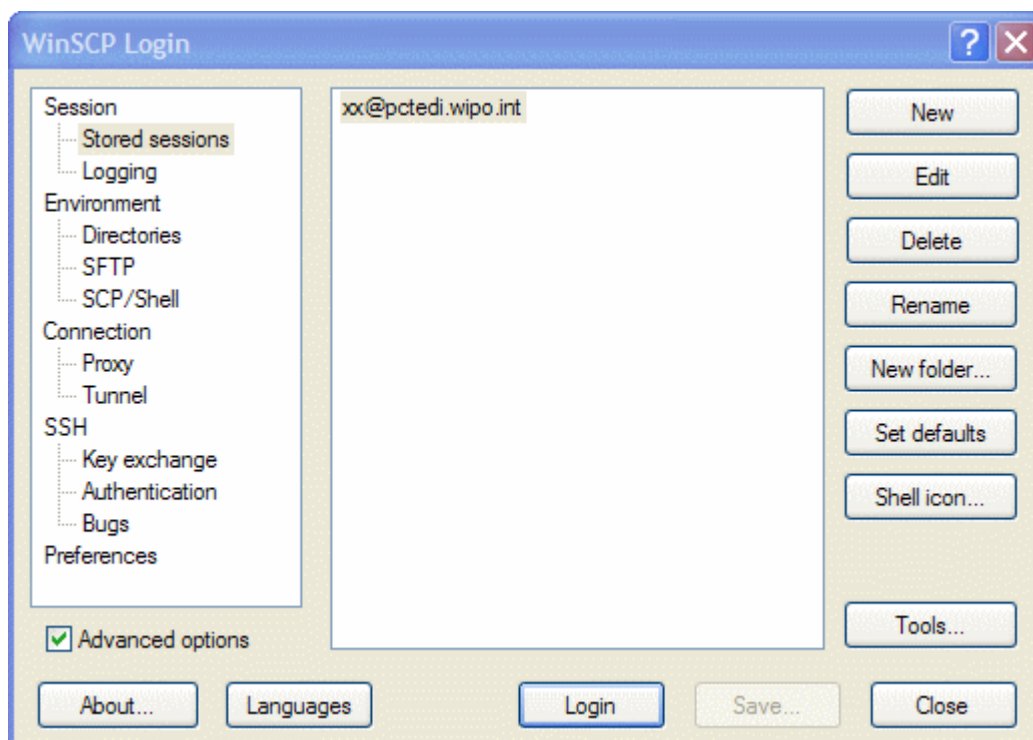 WinSCP Login
Session
Stored sessions
Logging
Environment
Directories
SFTP
SCP/Shell
Connection
Proxy
Tunnel
SSH
Key exchange
Authentication
Bugs
Preferences
Advanced options
xx@pctedi.wipo.int
New
Edit
Delete
Rename
New folder...
Set defaults
Shell icon...
Tools...
About...
Languages
Login
Save...
Close